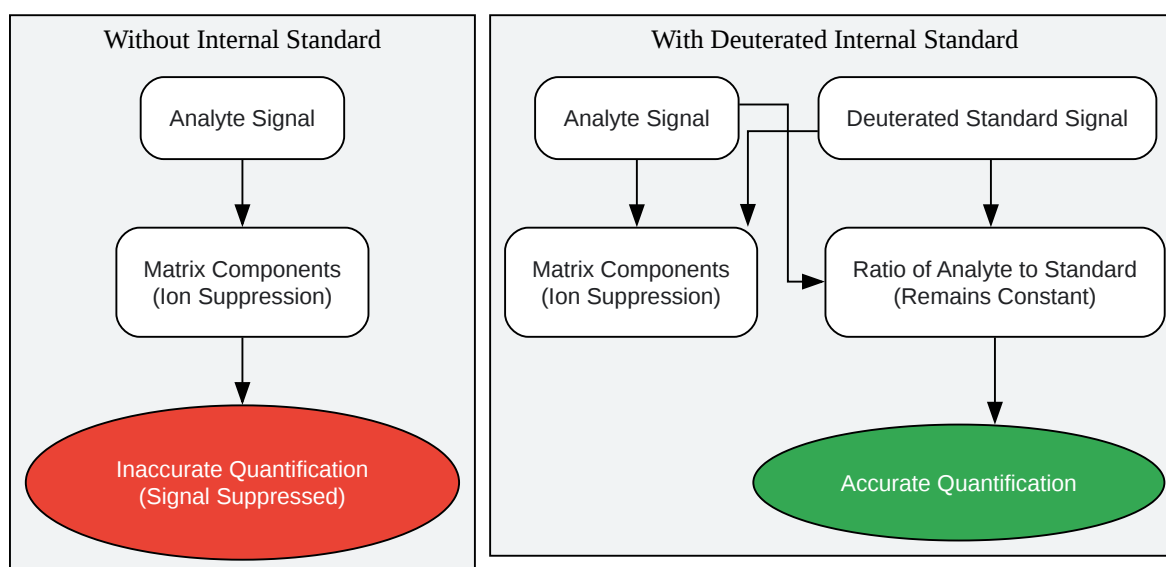 Without Internal Standard
Analyte Signal
Matrix Components
(Ion Suppression)
Inaccurate Quantification
(Signal Suppressed)
With Deuterated Internal Standard
Analyte Signal
Deuterated Standard Signal
Matrix Components
(Ion Suppression)
Ratio of Analyte to Standard
(Remains Constant)
Accurate Quantification